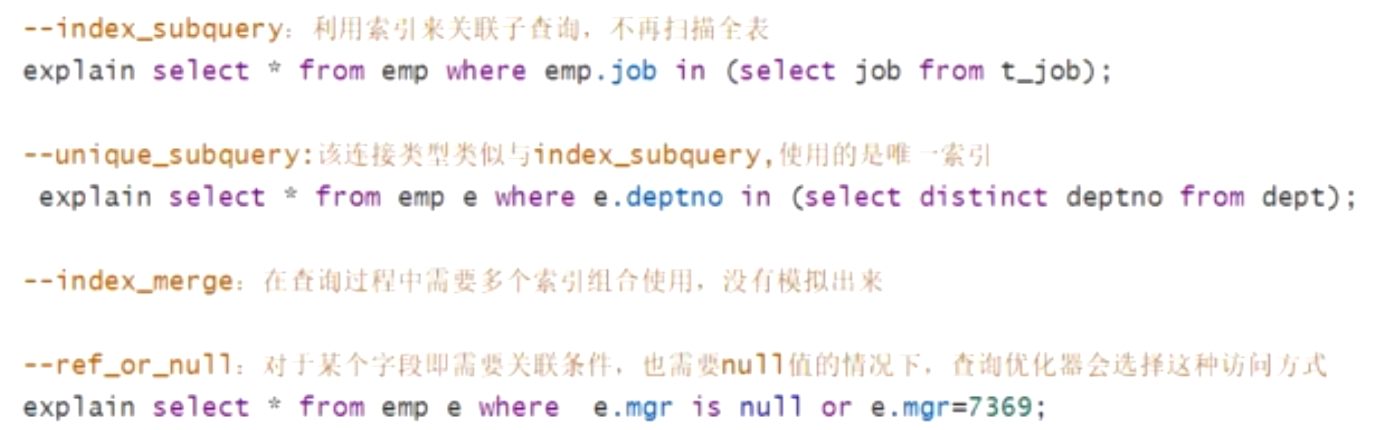 --index_subquery：利用索引来关联子查询，不再扫描全表
explain select * from emp where emp.job in (select job from t_job);
--unique_subquery:该连接类型类似与index_subquery,使用的是唯一索引
explain select * from emp e where e.deptno in (select distinct deptno from dept);
--index_merge：在查询过程中需要多个索引组合使用，没有模拟出来
--ref_or_null：对于某个字段即需要关联条件，也需要null值的情况下，查询优化器会选择这种访问方式
explain select * from emp e where  e.mgr is null or e.mgr=7369;